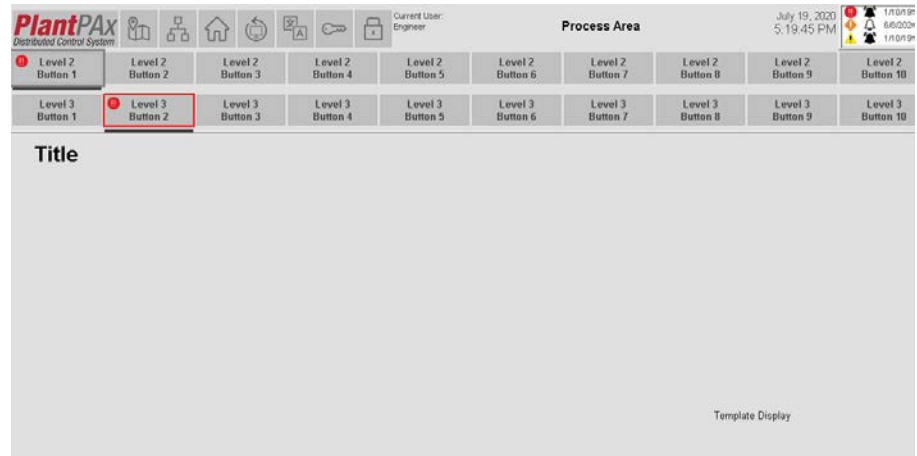 PlantPAx
Distributed Control System
Current User:
Engineer
Process Area
July 19, 2020
5:19:45 PM
Level 2
Button 1
Level 2
Button 2
Level 2
Button 3
Level 2
Button 4
Level 2
Button 5
Level 2
Button 6
Level 2
Button 7
Level 2
Button 8
Level 2
Button 9
Level 2
Button 10
Level 3
Button 1
Level 3
Button 2
Level 3
Button 3
Level 3
Button 4
Level 3
Button 5
Level 3
Button 6
Level 3
Button 7
Level 3
Button 8
Level 3
Button 9
Level 3
Button 10
Title
Template Display